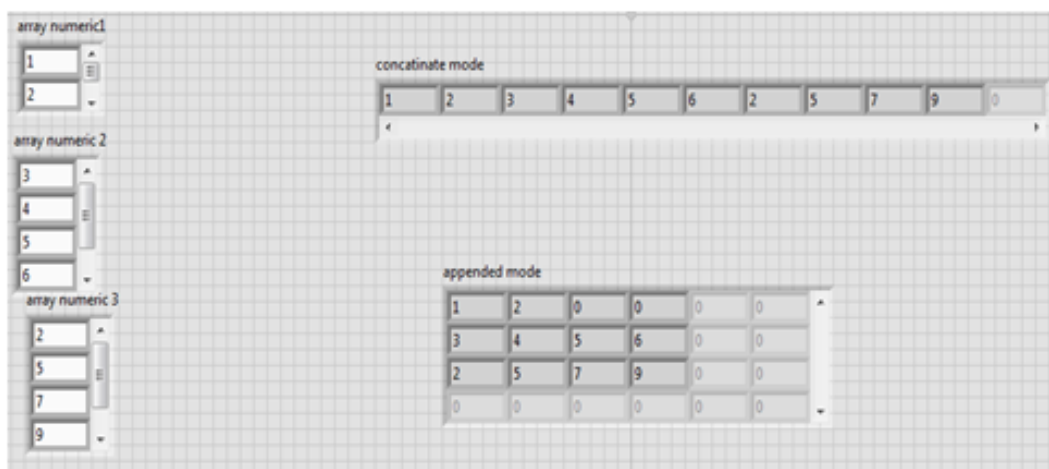 array numeric1
1
2
array numeric 2
3
4
5
6
array numeric 3
2
5
7
9
concatinate mode
1 2 3 4 5 6 2 5 7 9 0
appended mode
1 2 0 0 0 0
3 4 5 6 0 0
2 5 7 9 0 0
0 0 0 0 0 0